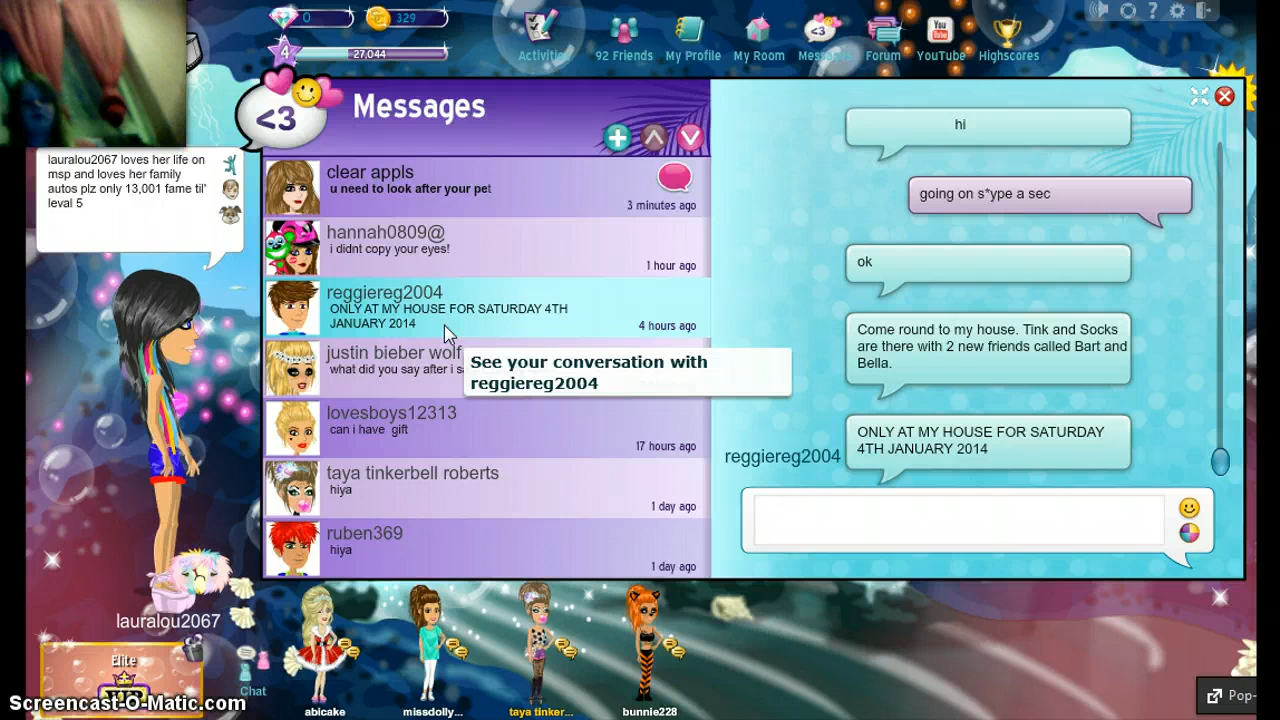 0
329
4
27,044
Activities
92 Friends
My Profile
My Room
<3
Messages
Forum
You
Tube
YouTube
Highscores
<3
Messages
lauralou2067 loves her life on
msp and loves her family
autos plz only 13,001 fame til'
leval 5
clear appls
u need to look after your pet
3 minutes ago
hannah0809@
i didnt copy your eyes!
1 hour ago
reggiereg2004
ONLY AT MY HOUSE FOR SATURDAY 4TH
JANUARY 2014
4 hours ago
justin bieber wolf
what did you say after i sa
See your conversation with
reggiereg2004
lovesboys12313
can i have gift
17 hours ago
taya tinkerbell roberts
hiya
1 day ago
ruben369
hiya
1 day ago
hi
going on s*ype a sec
ok
Come round to my house. Tink and Socks
are there with 2 new friends called Bart and
Bella.
ONLY AT MY HOUSE FOR SATURDAY
4TH JANUARY 2014
reggiereg2004
lauralou2067
Elite
Chat
abicake
missdolly...
taya tinker...
bunnie228
Pop-
Screencast-O-Matic.com